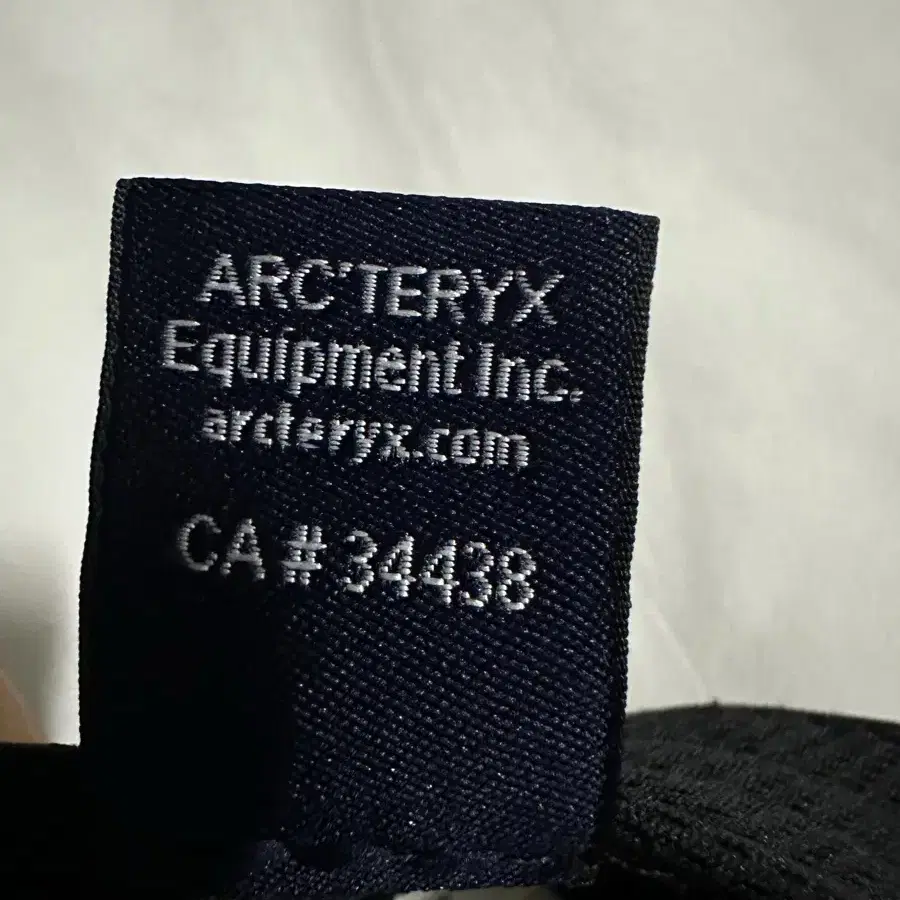 ARC'TERYX
Equipment Inc.
arcteryx.com
CA # 34438